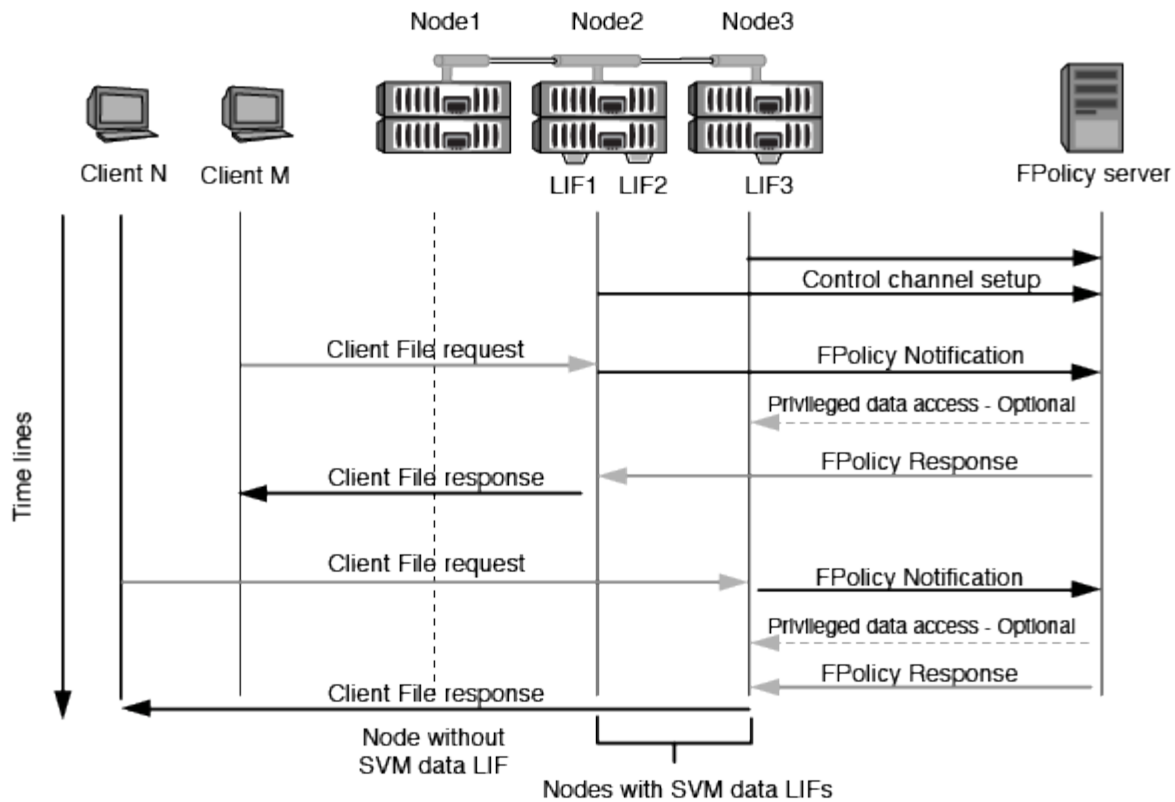 Node1
Node2
Node3
Client N
Client M
LIF1
LIF2
LIF3
FPolicy server
Control channel setup
Client File request
FPolicy Notification
Privileged data access - Optional
FPolicy Response
Client File response
Time lines
Client File request
FPolicy Notification
Privileged data access - Optional
FPolicy Response
Client File response
Node without
SVM data LIF
Nodes with SVM data LIFs